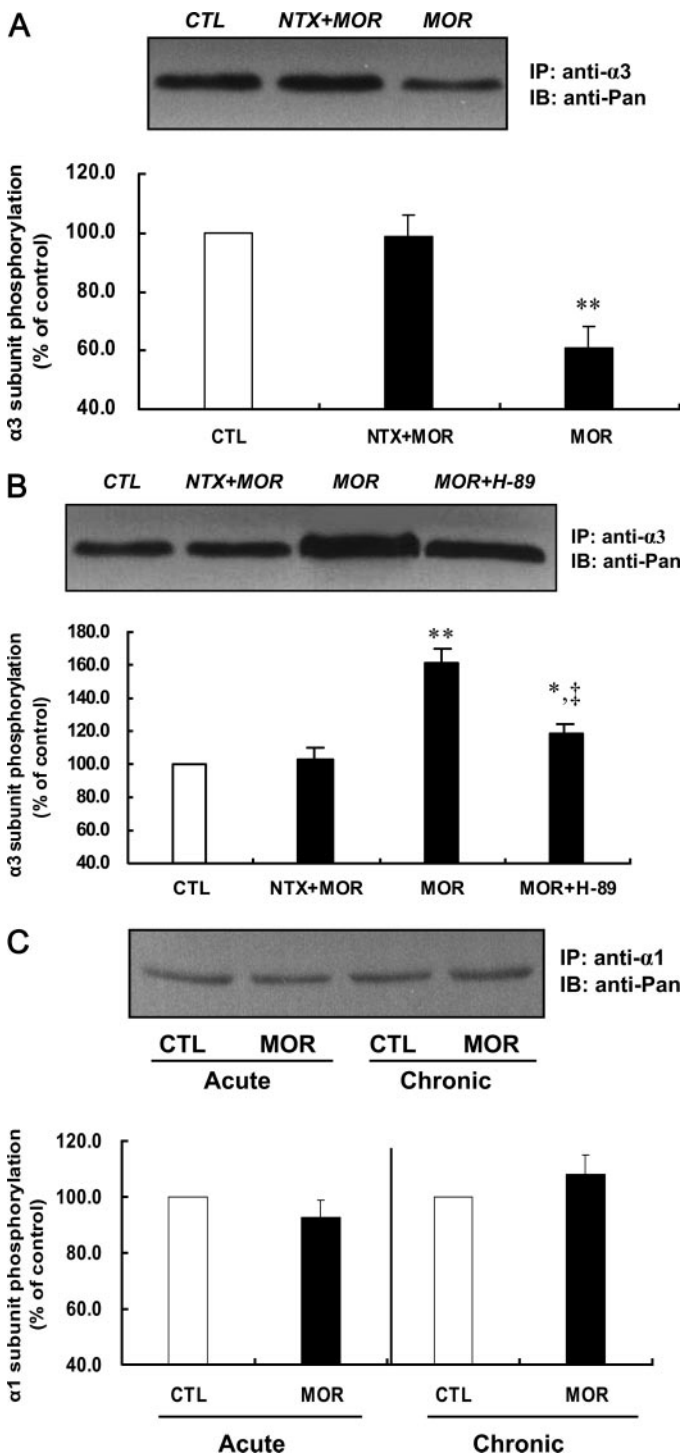 A
CTL NTX+MOR MOR
IP: anti-α3
IB: anti-Pan
α3 subunit phosphorylation
(% of control)
120.0
100.0
80.0
**
60.0
40.0
CTL NTX+MOR MOR
B
CTL NTX+MOR MOR MOR+H-89
IP: anti-α3
IB: anti-Pan
α3 subunit phosphorylation
(% of control)
180.0
**
160.0
*,‡
140.0
120.0
100.0
80.0
60.0
40.0
CTL NTX+MOR MOR MOR+H-89
C
IP: anti-α1
IB: anti-Pan
CTL MOR CTL MOR
Acute Chronic
α1 subunit phosphorylation
(% of control)
120.0
100.0
80.0
60.0
40.0
CTL MOR CTL MOR
Acute Chronic